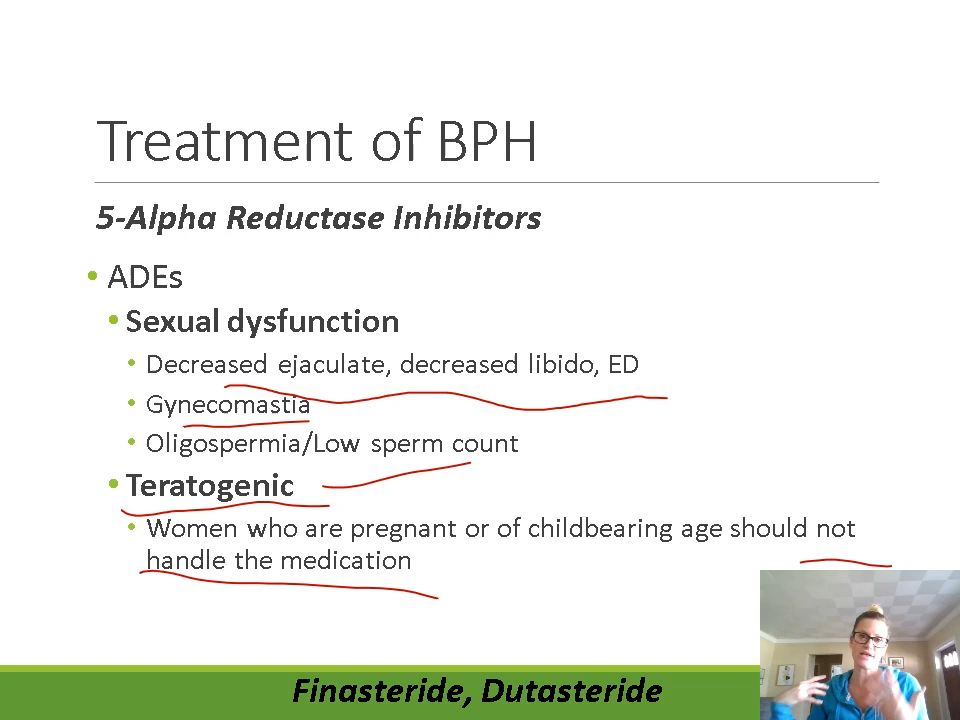 Treatment of BPH
5-Alpha Reductase Inhibitors
• ADEs
• Sexual dysfunction
• Decreased ejaculate, decreased libido, ED
• Gynecomastia
• Oligospermia/Low sperm count
• Teratogenic
• Women who are pregnant or of childbearing age should not
handle the medication
Finasteride, Dutasteride